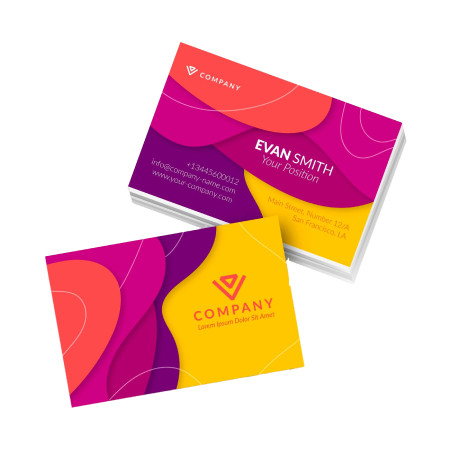 COMPANY
EVAN SMITH
Your Position
+13445600012
info@company-name.com
www.your-company.com
Main Street, Number 12/A
San Francisco, LA
COMPANY
Lorem Ipsum Dolor Sit Amet